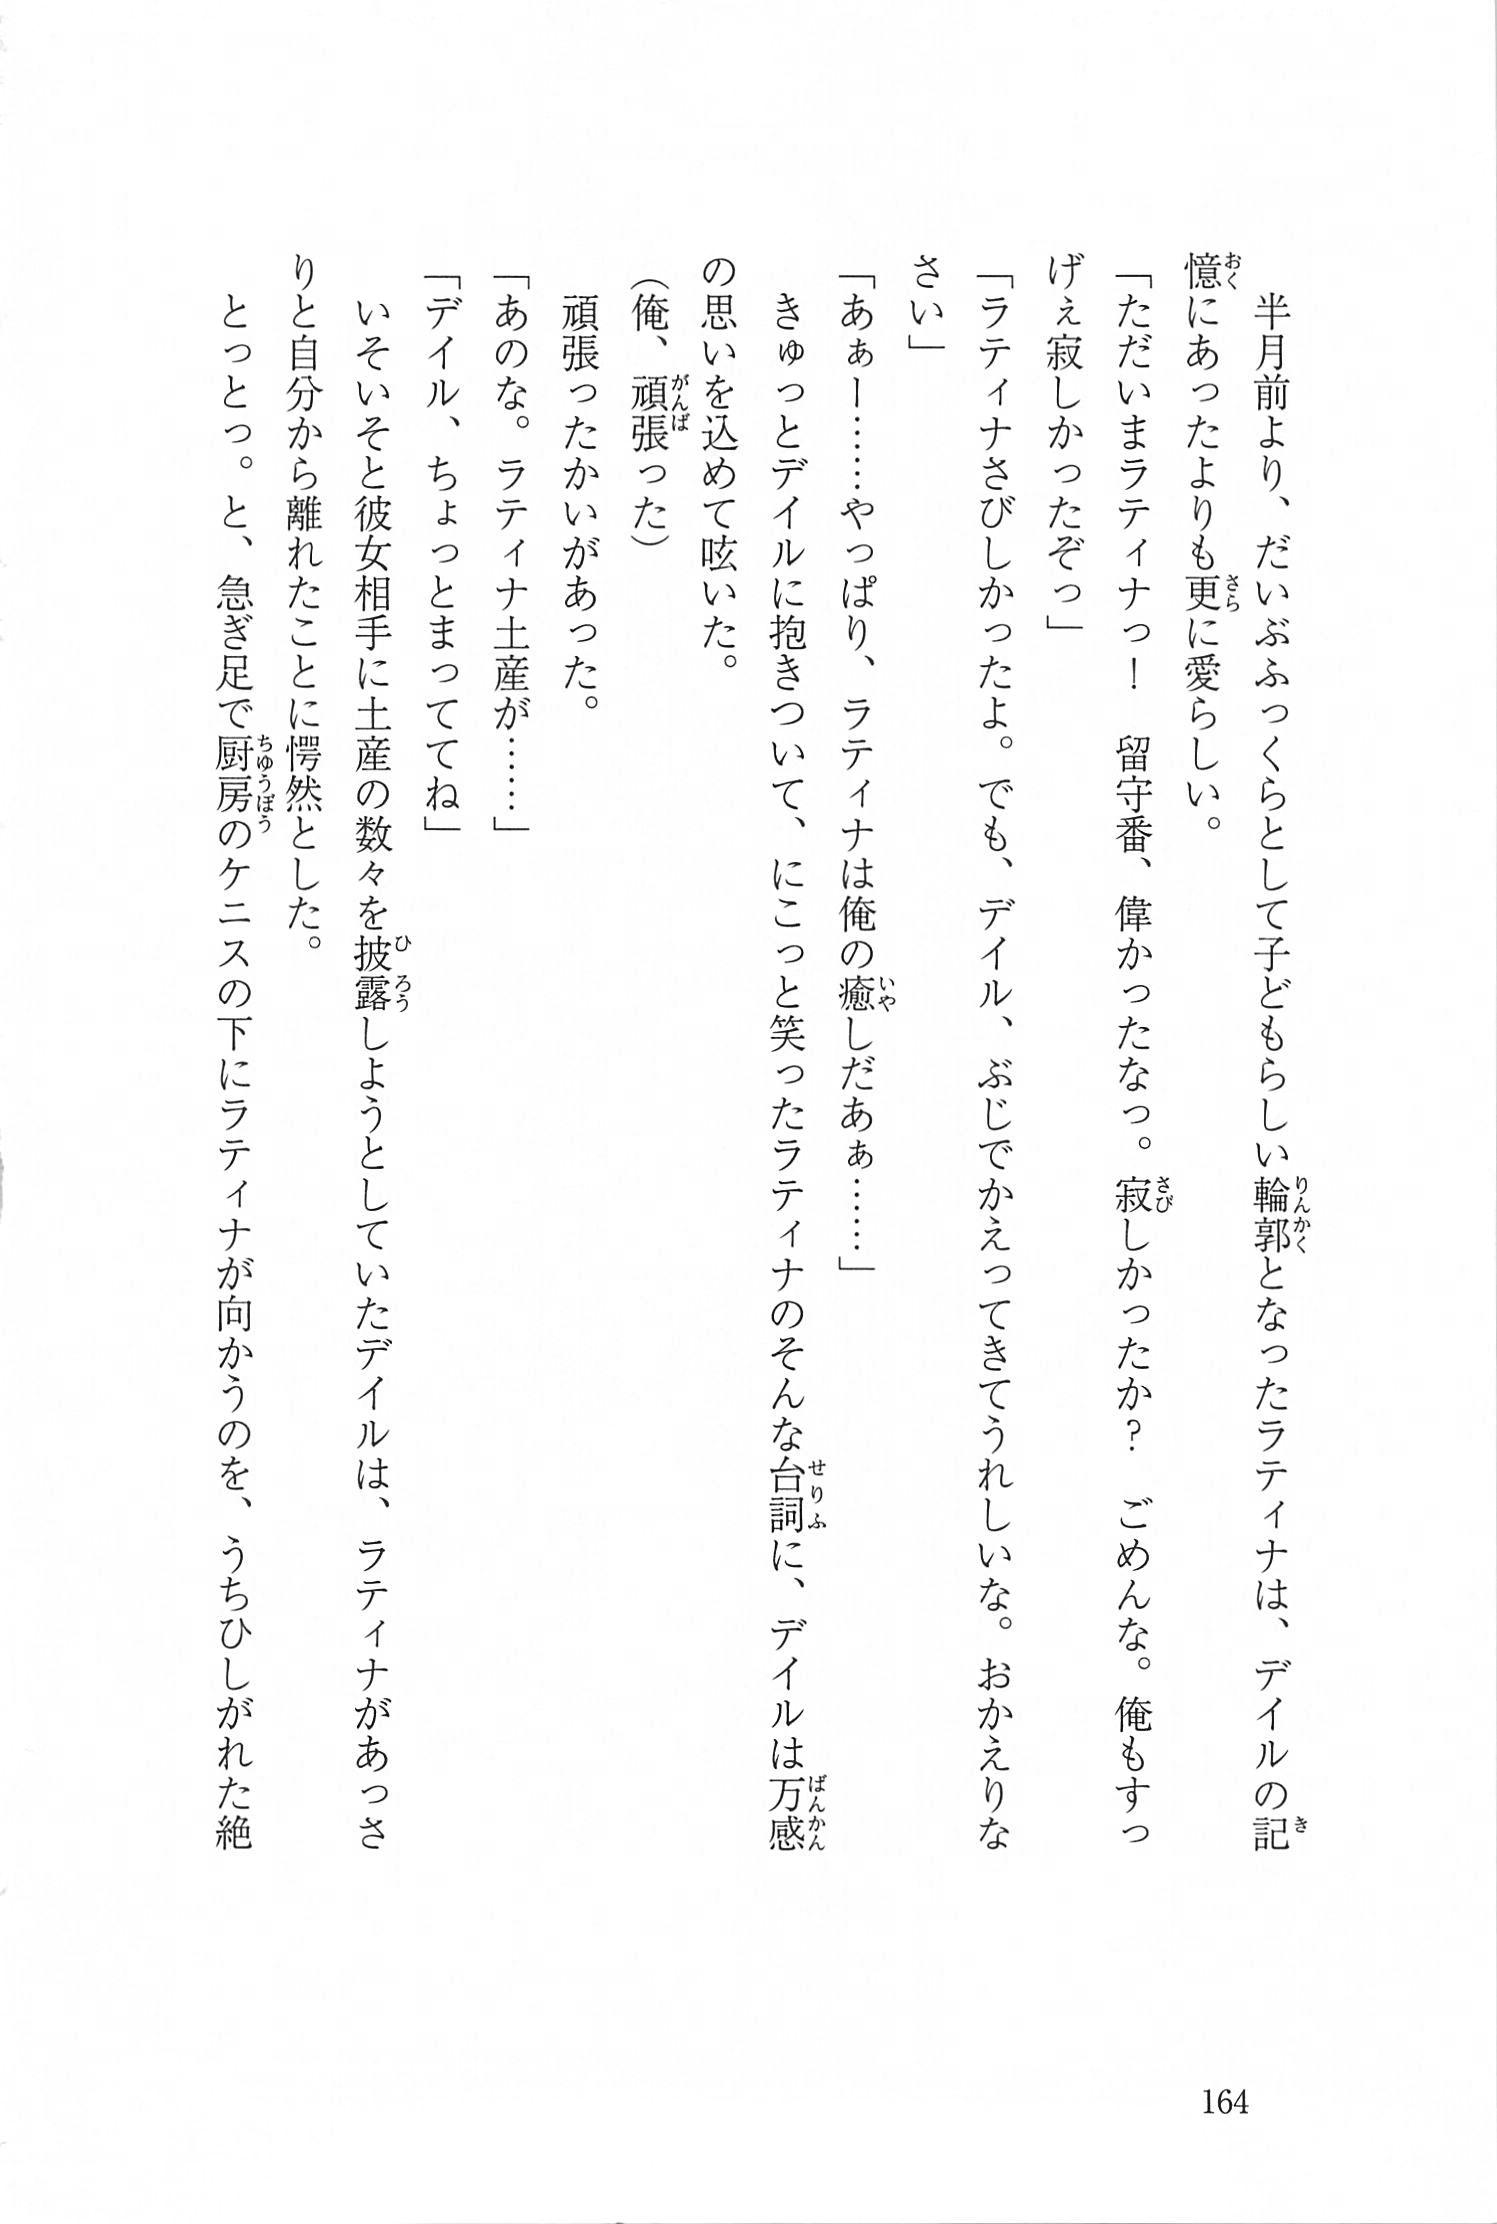 半月前より、だいぶふっくらとして子どもらしい輪郭となったラティナは、デイルの記
憶にあったよりも更に愛らしい。
「ただいまラティナっ！　留守番、偉かったなっ。寂しかったか？　ごめんな。俺もすっ
げぇ寂しかったぞっ」
「ラティナさびしかったよ。でも、デイル、ぶじでかえってきてうれしいな。おかえりな
さい」
「あぁー……やっぱり、ラティナは俺の癒しだあぁ……」
　きゅっとデイルに抱きついて、にこっと笑ったラティナのそんな台詞に、デイルは万感
の思いを込めて呟いた。
（俺、頑張った）
　頑張ったかいがあった。
「あのな。ラティナ土産が……」
「デイル、ちょっとまっててね」
　いそいそと彼女相手に土産の数々を披露しようとしていたデイルは、ラティナがあっさ
りと自分から離れたことに愕然とした。
　とっとっ。と、急ぎ足で厨房のケニスの下にラティナが向かうのを、うちひしがれた絶
164